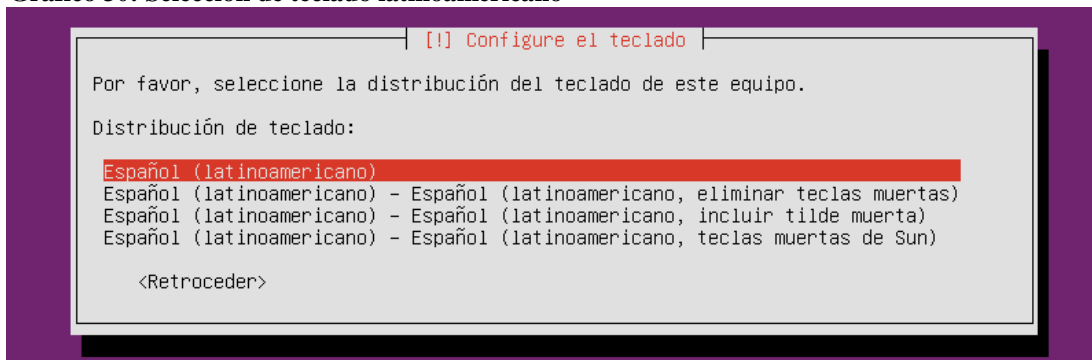 [!] Configure el teclado
Por favor, seleccione la distribución del teclado de este equipo.
Distribución de teclado:
Español (latinoamericano)
Español (latinoamericano) – Español (latinoamericano, eliminar teclas muertas)
Español (latinoamericano) – Español (latinoamericano, incluir tilde muerta)
Español (latinoamericano) – Español (latinoamericano, teclas muertas de Sun)
<Retroceder>